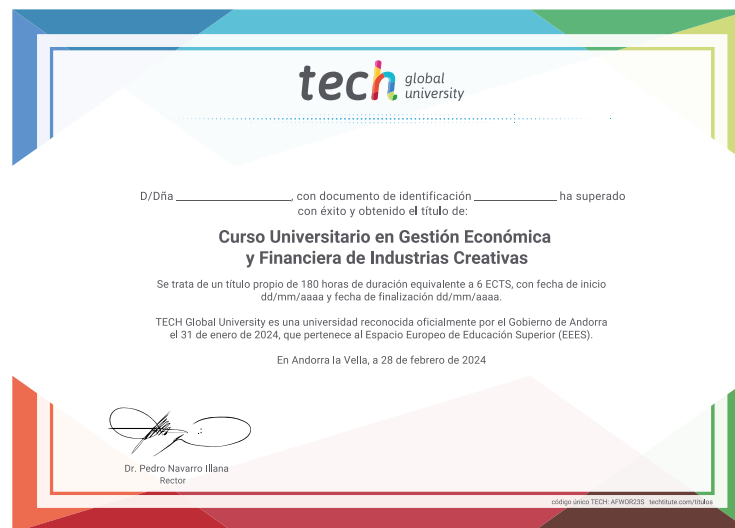 tech global university
D/Dña ____________________, con documento de identificación ______________ ha superado
con éxito y obtenido el título de:
Curso Universitario en Gestión Económica
y Financiera de Industrias Creativas
Se trata de un título propio de 180 horas de duración equivalente a 6 ECTS, con fecha de inicio
dd/mm/aaaa y fecha de finalización dd/mm/aaaa.
TECH Global University es una universidad reconocida oficialmente por el Gobierno de Andorra
el 31 de enero de 2024, que pertenece al Espacio Europeo de Educación Superior (EEES).
En Andorra la Vella, a 28 de febrero de 2024
Dr. Pedro Navarro Illana
Rector
código único TECH: AFWOR23S techtitute.com/titulos